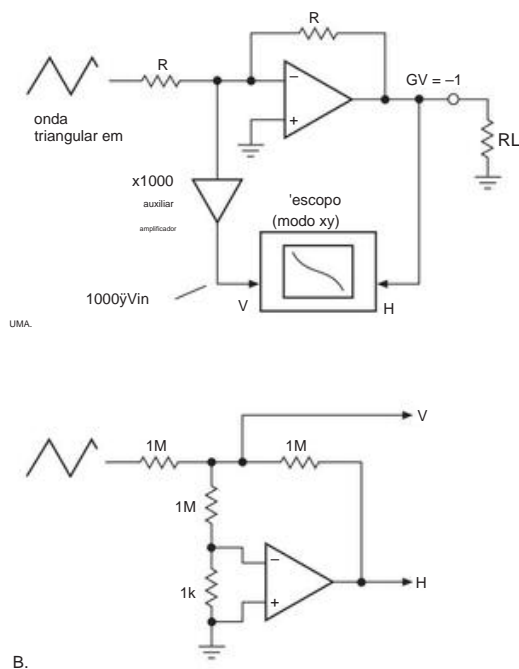 R
R
GV = –1
–
+
RL
onda
triangular em
x1000
auxiliar
amplificador
'escopo
(modo xy)
1000ÿVin
V
H
UMA.
V
1M
1M
1M
–
+
H
1k
B.